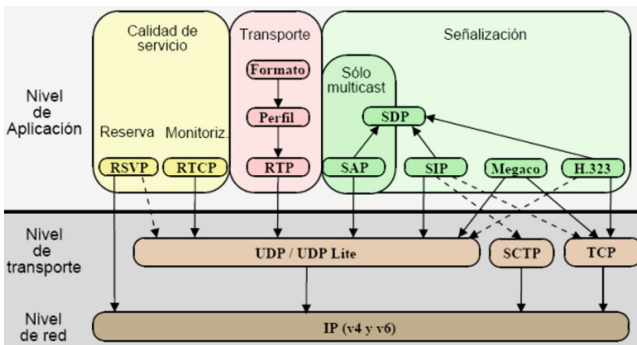 Calidad de
servicio
Transporte
Señalización
Formato
Sólo
multicast
Nivel
de
Aplicación
Perfil
SDP
Reserva
Monitoriz.
RSVP
RTCP
RTP
SAP
SIP
Megaco
H.323
Nivel
de
transporte
UDP / UDP Lite
SCTP
TCP
Nivel
de red
IP (v4 y v6)